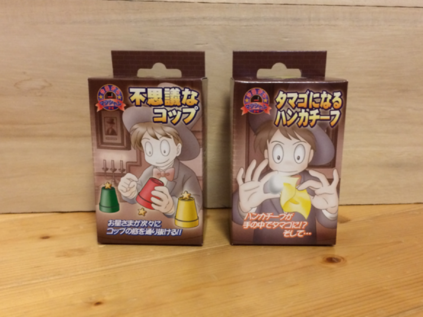 不思議な
コップ
お星さまが次々に
コップの底を通り抜ける!!
タマゴになる
ハンカチーフ
ハンカチーフが
手の中でタマゴに!?
そして…